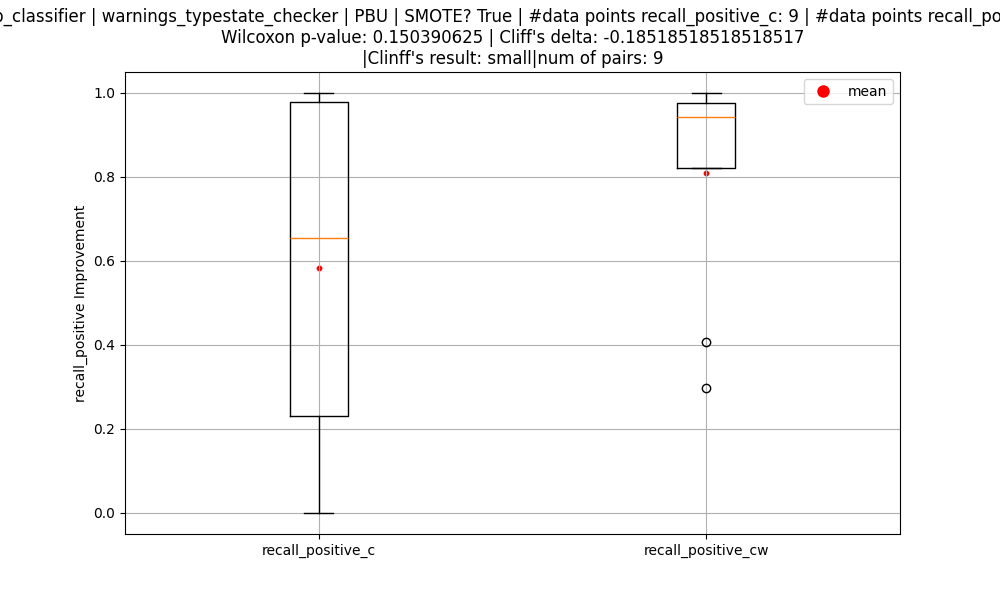 | warnings_typestate_checker | PBU | SMOTE? True | #data points recall_positive_c: 9 | #data points
Wilcoxon p-value: 0.150390625 | Cliff's delta: -0.18518518518518517
|Clinff's result: small|num of pairs: 9
mean
1.0
0.8
0.6
0.4
0.2
0.0
recall_positive Improvement
recall_positive_c
recall_positive_cw